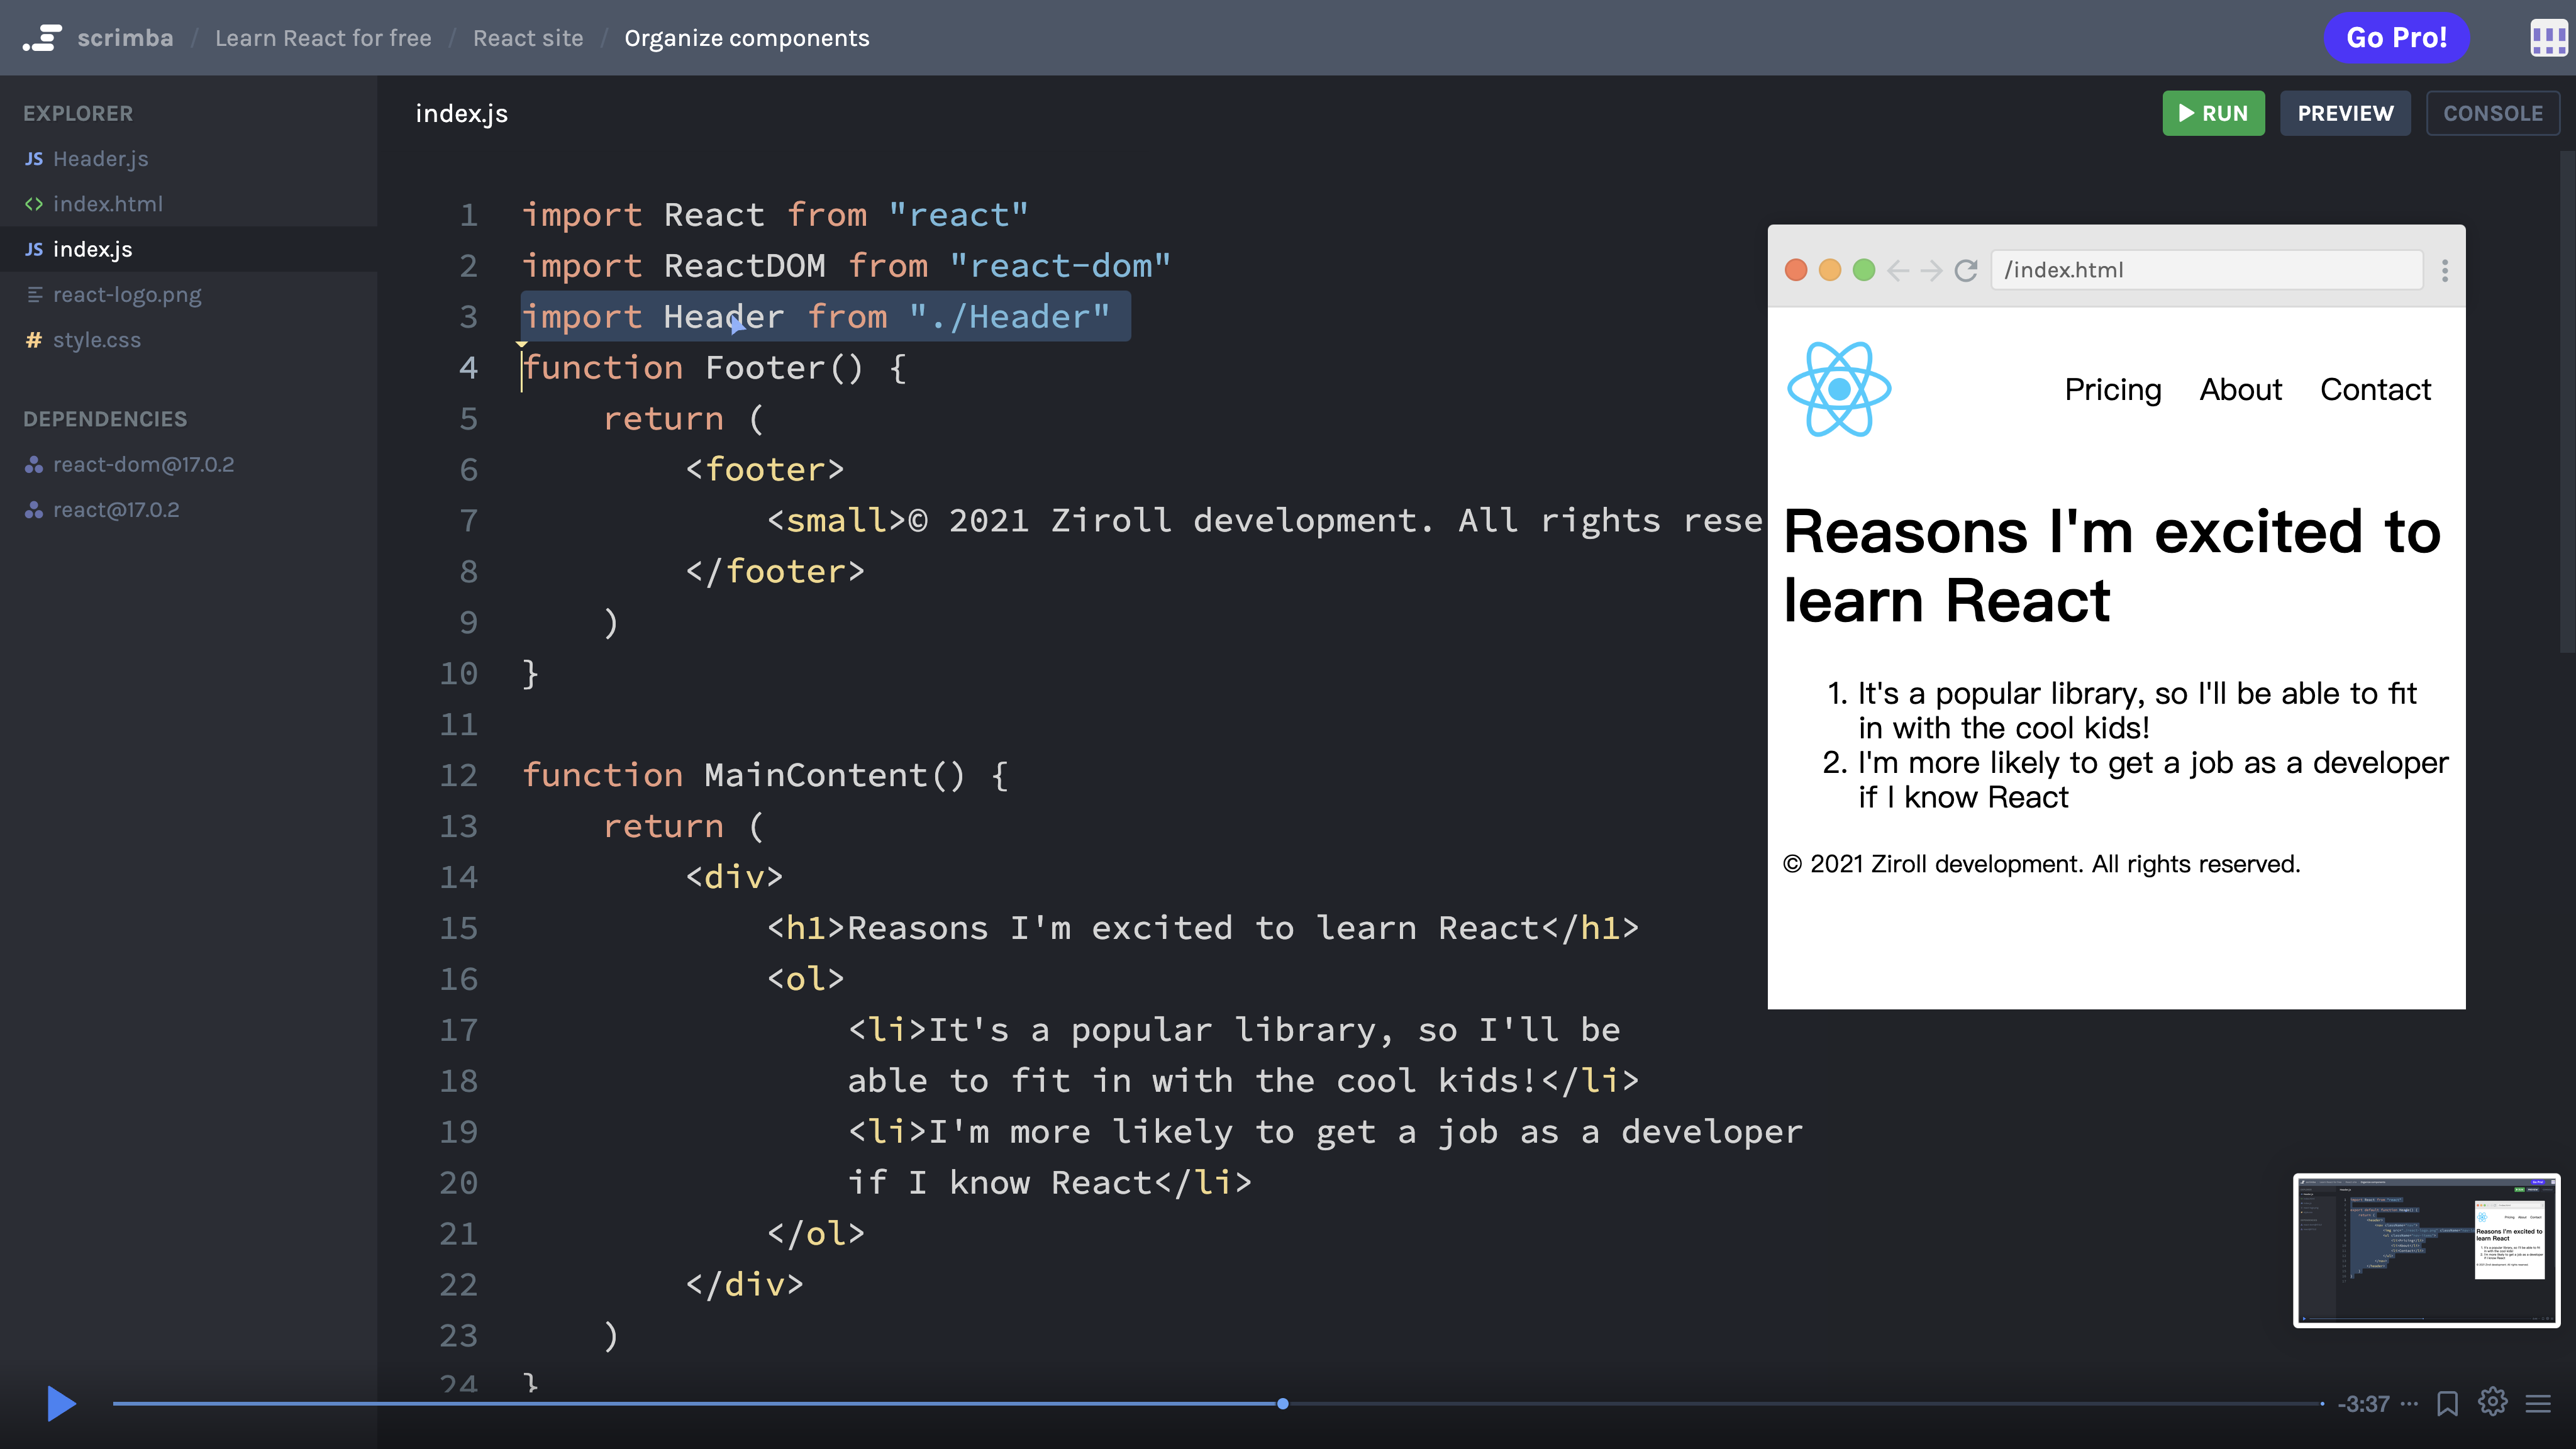 scrimba / Learn React for free / React site / Organize components
Go Pro!
EXPLORER
JS Header.js
<> index.html
JS index.js
react-logo.png
# style.css
DEPENDENCIES
react-dom@17.0.2
react@17.0.2
index.js
RUN
PREVIEW
CONSOLE
1 import React from "react"
2 import ReactDOM from "react-dom"
3 import Header from "./Header"
4 function Footer() {
5 return (
6 <footer>
7 <small>© 2021 Ziroll development. All rights rese
8 </footer>
9 )
10 }
11
12 function MainContent() {
13 return (
14 <div>
15 <h1>Reasons I'm excited to learn React</h1>
16 <ol>
17 <li>It's a popular library, so I'll be
18 able to fit in with the cool kids!</li>
19 <li>I'm more likely to get a job as a developer
20 if I know React</li>
21 </ol>
22 </div>
23 )
24 }
/index.html
Pricing About Contact
Reasons I'm excited to
learn React
1. It's a popular library, so I'll be able to fit
in with the cool kids!
2. I'm more likely to get a job as a developer
if I know React
© 2021 Ziroll development. All rights reserved.
Reasons I'm excited to
learn React
-3:37